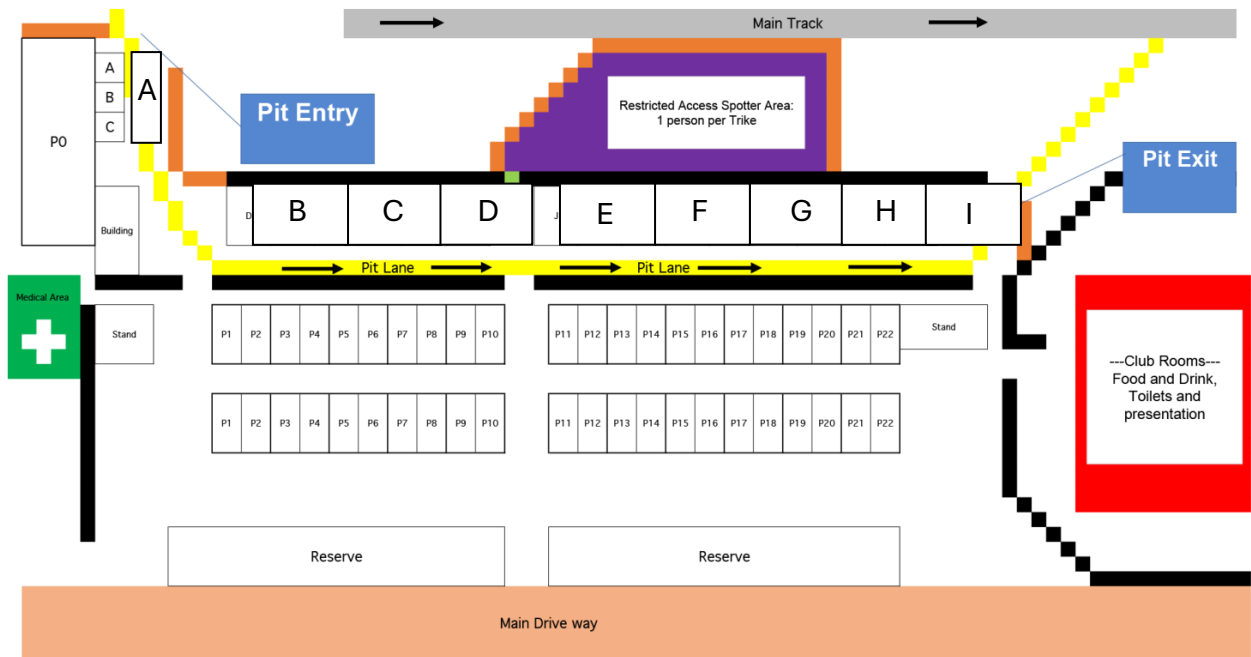 Main Track
A
B
C
A
PO
Pit Entry
Restricted Access Spotter Area:
1 person per Trike
Pit Exit
D
B
C
D
J
E
F
G
H
I
Building
Pit Lane
Pit Lane
Medical Area
Stand
P1 P2 P3 P4 P5 P6 P7 P8 P9 P10
P11 P12 P13 P14 P15 P16 P17 P18 P19 P20 P21 P22
Stand
---Club Rooms---
Food and Drink,
Toilets and
presentation
P1 P2 P3 P4 P5 P6 P7 P8 P9 P10
P11 P12 P13 P14 P15 P16 P17 P18 P19 P20 P21 P22
Reserve
Reserve
Main Drive way